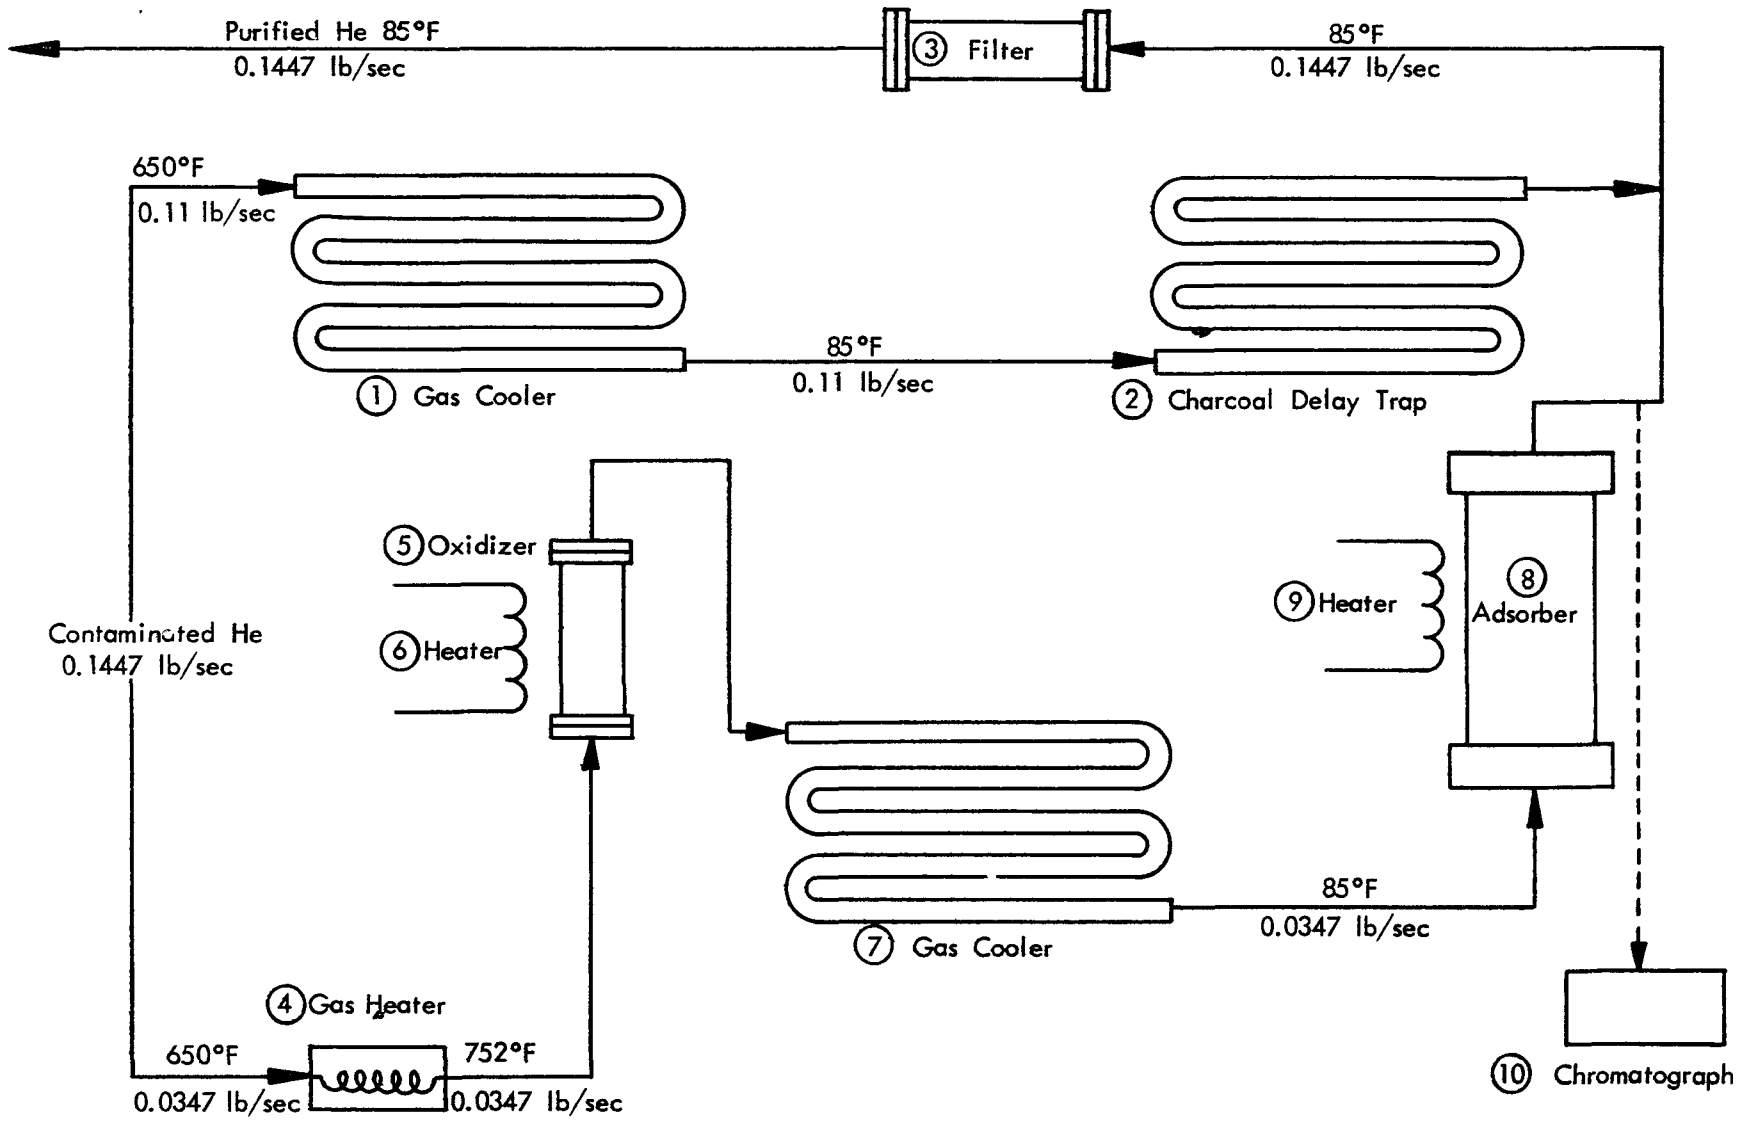 Purified He 85°F
0.1447 lb/sec
3 Filter
85°F
0.1447 lb/sec
650°F
0.11 lb/sec
85°F
0.11 lb/sec
1 Gas Cooler
2 Charcoal Delay Trap
5 Oxidizer
6 Heater
9 Heater
8
Adsorber
Contaminated He
0.1447 lb/sec
85°F
0.0347 lb/sec
7 Gas Cooler
4 Gas Heater
650°F
0.0347 lb/sec
752°F
0.0347 lb/sec
10 Chromatograph